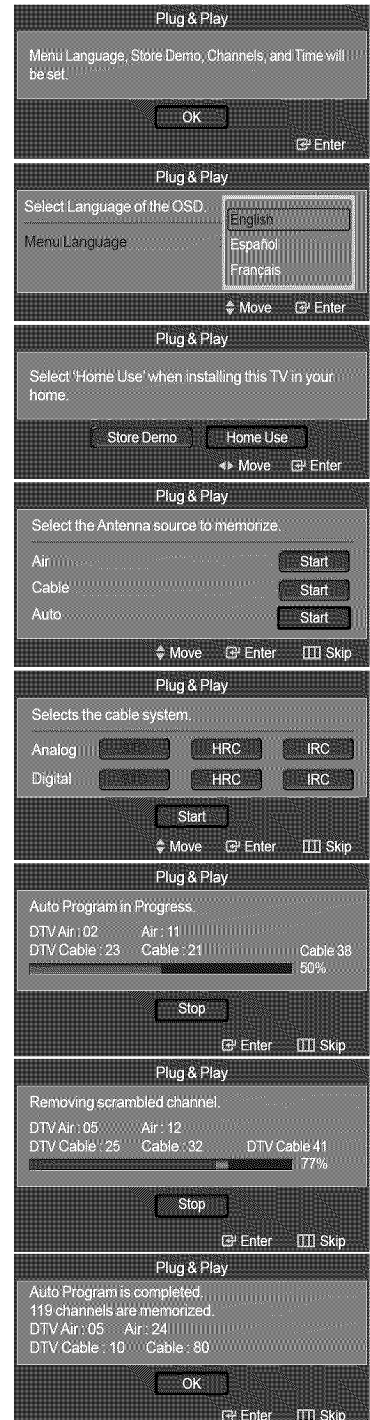 Plug & Play
Menu Language, Store Demo, Channels, and Time will
be set.
OK
Enter
Plug & Play
Select Language of the OSD.
Menu Language
English
Español
Français
Move Enter
Plug & Play
Select 'Home Use' when installing this TV in your
home.
Store Demo Home Use
Move Enter
Plug & Play
Select the Antenna source to memorize.
Air Start
Cable Start
Auto Start
Move Enter Skip
Plug & Play
Selects the cable system.
Analog HRC IRC
Digital HRC IRC
Start
Move Enter Skip
Plug & Play
Auto Program in Progress.
DTV Air : 02 Air : 11
DTV Cable : 23 Cable : 21 Cable 38
50%
Stop
Enter Skip
Plug & Play
Removing scrambled channel.
DTV Air : 05 Air : 12
DTV Cable : 25 Cable : 32 DTV Cable 41
77%
Stop
Enter Skip
Plug & Play
Auto Program is completed.
119 channels are memorized.
DTV Air : 05 Air : 24
DTV Cable : 10 Cable : 80
OK
Enter Skip